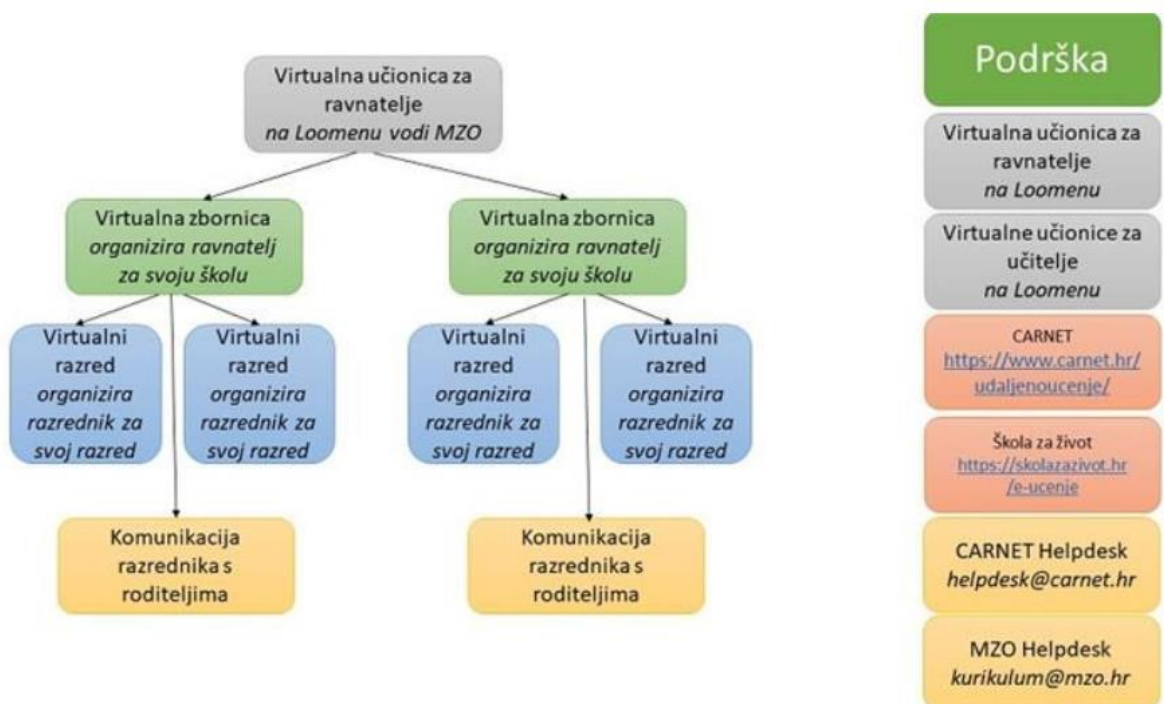 Virtualna učionica za
ravnatelje
na Loomenu vodi MZO
Virtualna zbornica
organizira ravnatelj
za svoju školu
Virtualna zbornica
organizira ravnatelj
za svoju školu
Virtualni
razred
organizira
razrednik za
svoj razred
Virtualni
razred
organizira
razrednik za
svoj razred
Virtualni
razred
organizira
razrednik za
svoj razred
Virtualni
razred
organizira
razrednik za
svoj razred
Komunikacija
razrednika s
roditeljima
Komunikacija
razrednika s
roditeljima
Podrška
Virtualna učionica za
ravnatelje
na Loomenu
Virtualne učionice za
učitelje
na Loomenu
CARNET
https://www.carnet.hr/
udaljenoucenje/
Škola za život
https://skolazazivot.hr
/e-ucenje
CARNET Helpdesk
helpdesk@carnet.hr
MZO Helpdesk
kurikulum@mzo.hr